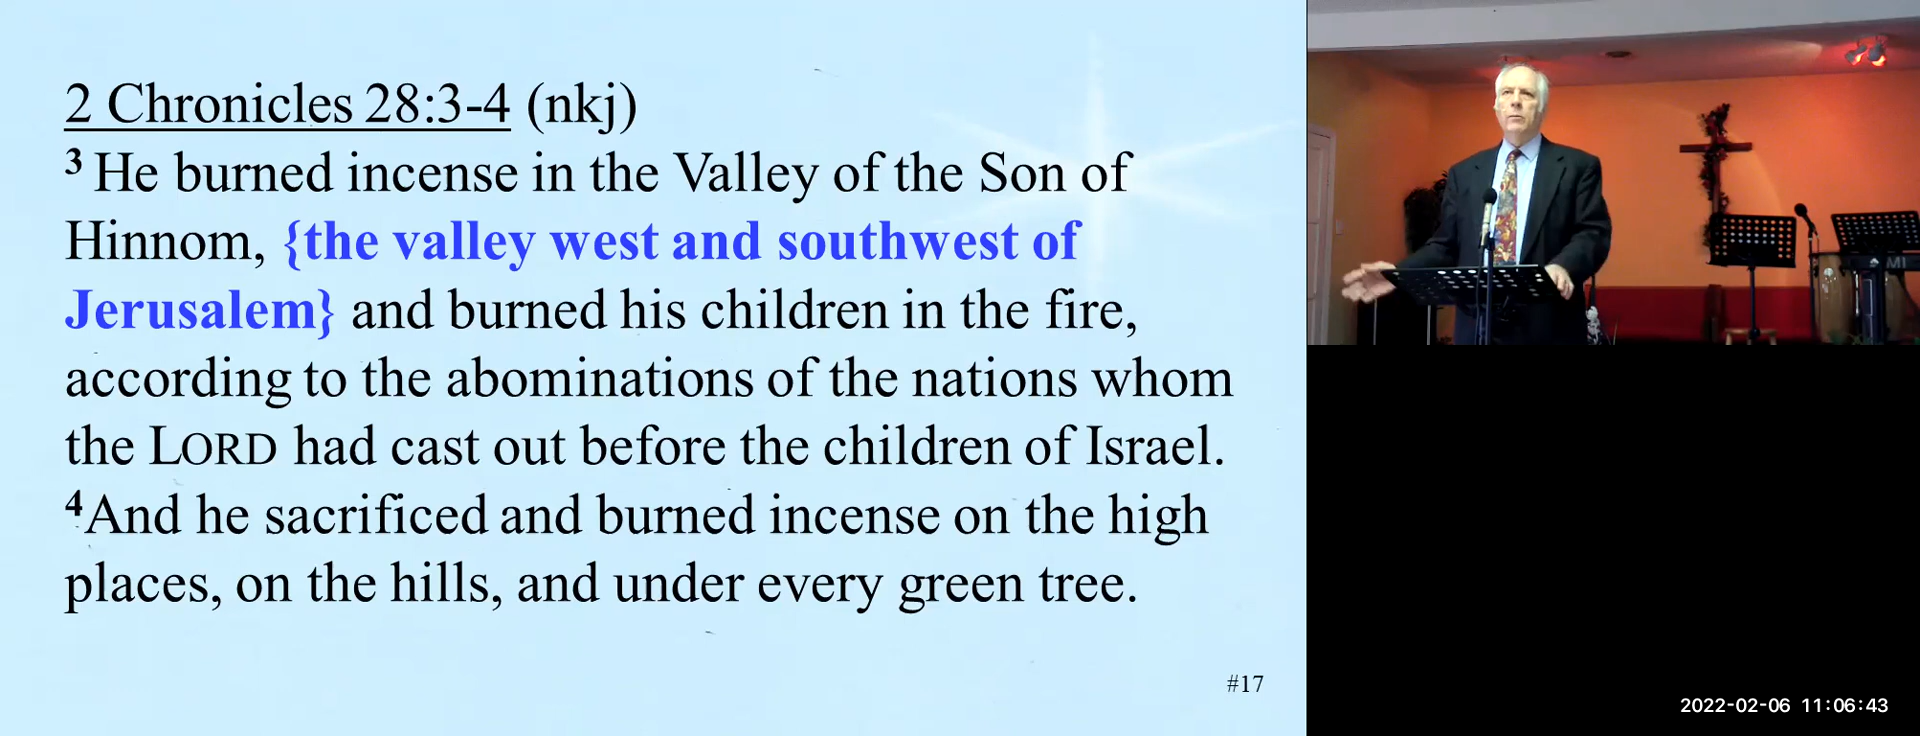 2 Chronicles 28:3-4 (nkj)
3 He burned incense in the Valley of the Son of
Hinnom, {the valley west and southwest of
Jerusalem} and burned his children in the fire,
according to the abominations of the nations whom
the LORD had cast out before the children of Israel.
4And he sacrificed and burned incense on the high
places, on the hills, and under every green tree.
#17
2022-02-06 11:06:43